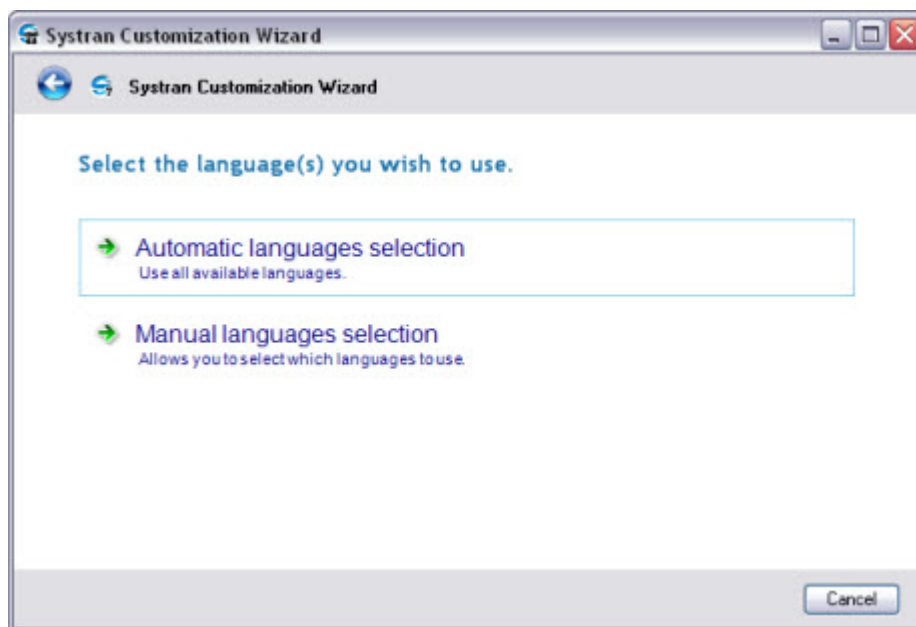 Systran Customization Wizard
Systran Customization Wizard
Select the language(s) you wish to use.
Automatic languages selection
Use all available languages.
Manual languages selection
Allows you to select which languages to use.
Cancel